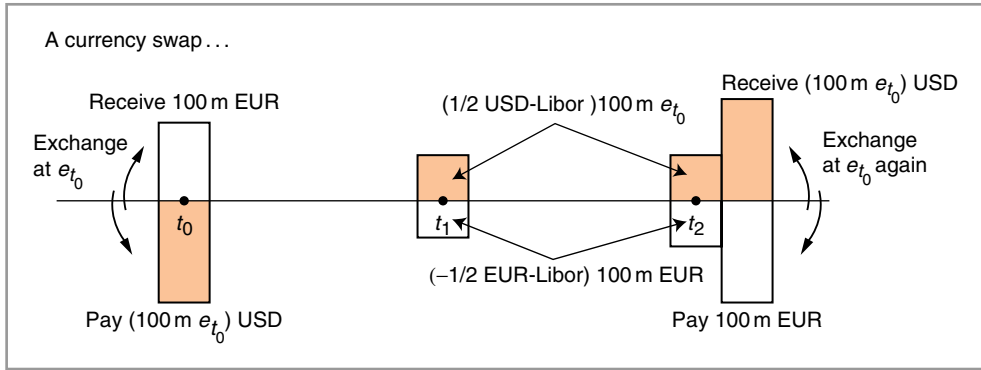 A currency swap...
Receive 100 m EUR
Exchange
at e_{t_0}
t_0
Pay (100 m e_{t_0}) USD
(1/2 USD-Libor )100 m e_{t_0}
t_1
(−1/2 EUR-Libor) 100 m EUR
t_2
Receive (100 m e_{t_0}) USD
Exchange
at e_{t_0} again
Pay 100 m EUR